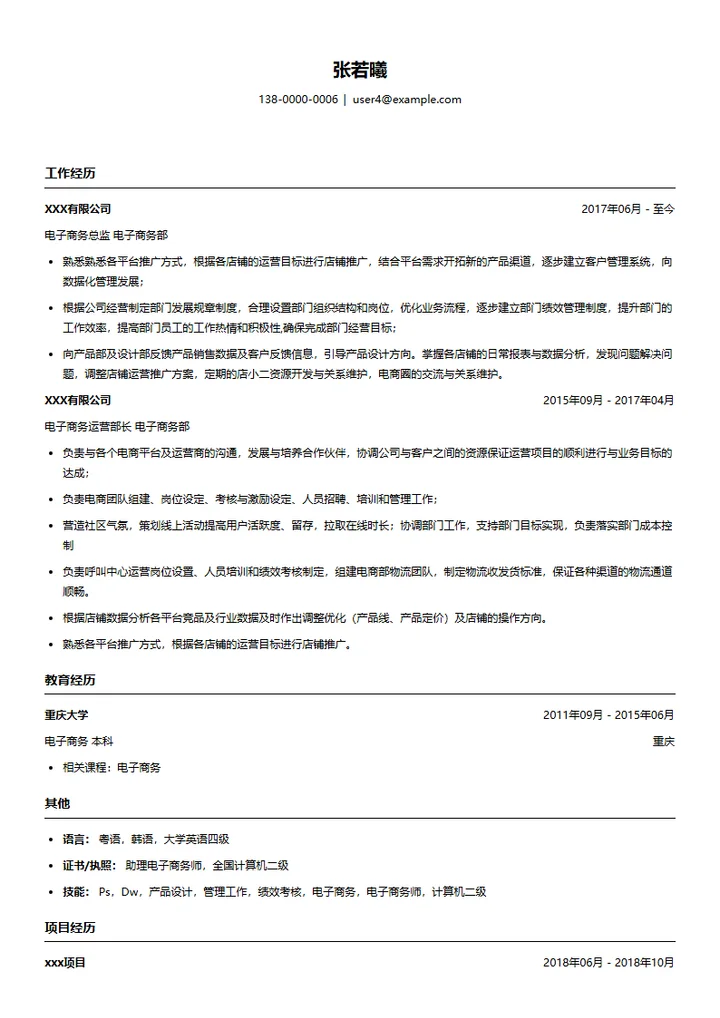 张若曦
138-0000-0006 | user4@example.com
工作经历
XXX有限公司 2017年06月 - 至今
电子商务总监 电子商务部
• 熟悉熟悉各平台推广方式，根据各店铺的运营目标进行店铺推广，结合平台需求开拓新的产品渠道，逐步建立客户管理系统，向
数据化管理发展；
• 根据公司经营制定部门发展规章制度，合理设置部门组织结构和岗位，优化业务流程，逐步建立部门绩效管理制度，提升部门的
工作效率，提高部门员工的工作热情和积极性,确保完成部门经营目标；
• 向产品部及设计部反馈产品销售数据及客户反馈信息，引导产品设计方向。掌握各店铺的日常报表与数据分析，发现问题解决问
题，调整店铺运营推广方案，定期的店小二资源开发与关系维护，电商圈的交流与关系维护。
XXX有限公司 2015年09月 - 2017年04月
电子商务运营部长 电子商务部
• 负责与各个电商平台及运营商的沟通，发展与培养合作伙伴，协调公司与客户之间的资源保证运营项目的顺利进行与业务目标的
达成；
• 负责电商团队组建、岗位设定、考核与激励设定、人员招聘、培训和管理工作；
• 营造社区气氛，策划线上活动提高用户活跃度、留存，拉取在线时长；协调部门工作，支持部门目标实现，负责落实部门成本控
制
• 负责呼叫中心运营岗位设置、人员培训和绩效考核制定，组建电商部物流团队，制定物流收发货标准，保证各种渠道的物流通道
顺畅。
• 根据店铺数据分析各平台竞品及行业数据及时作出调整优化（产品线、产品定价）及店铺的操作方向。
• 熟悉各平台推广方式，根据各店铺的运营目标进行店铺推广。
教育经历
重庆大学 2011年09月 - 2015年06月
电子商务 本科 重庆
• 相关课程：电子商务
其他
• 语言： 粤语，韩语，大学英语四级
• 证书/执照： 助理电子商务师，全国计算机二级
• 技能： Ps，Dw，产品设计，管理工作，绩效考核，电子商务，电子商务师，计算机二级
项目经历
xxx项目 2018年06月 - 2018年10月